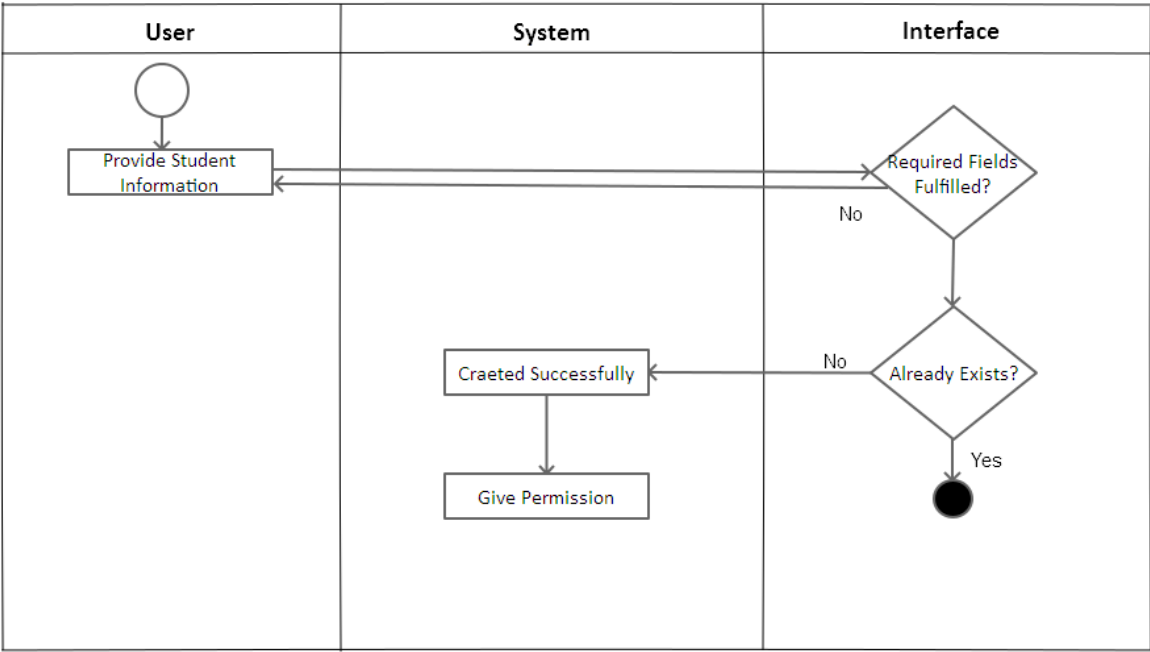 User
System
Interface
Provide Student
Information
Required Fields
Fulfilled?
No
No
Craeted Successfully
Already Exists?
Yes
Give Permission